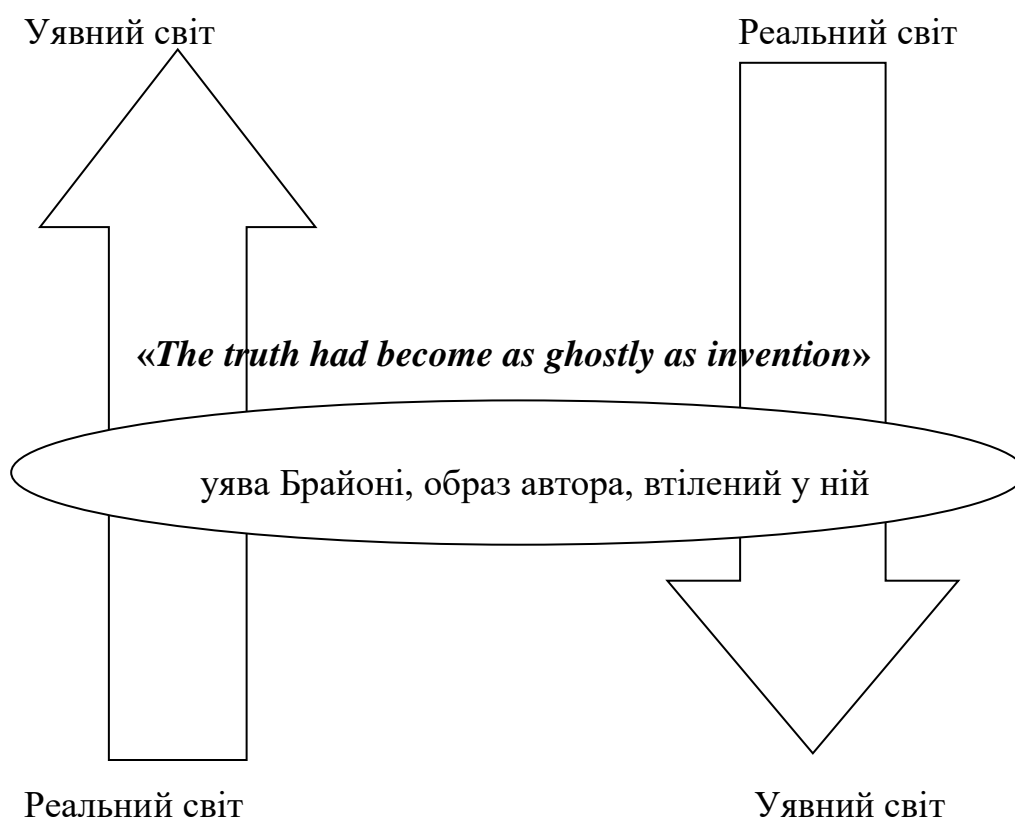 Уявний світ
Реальний світ
«The truth had become as ghostly as invention»
уява Брайоні, образ автора, втілений у ній
Реальний світ
Уявний світ